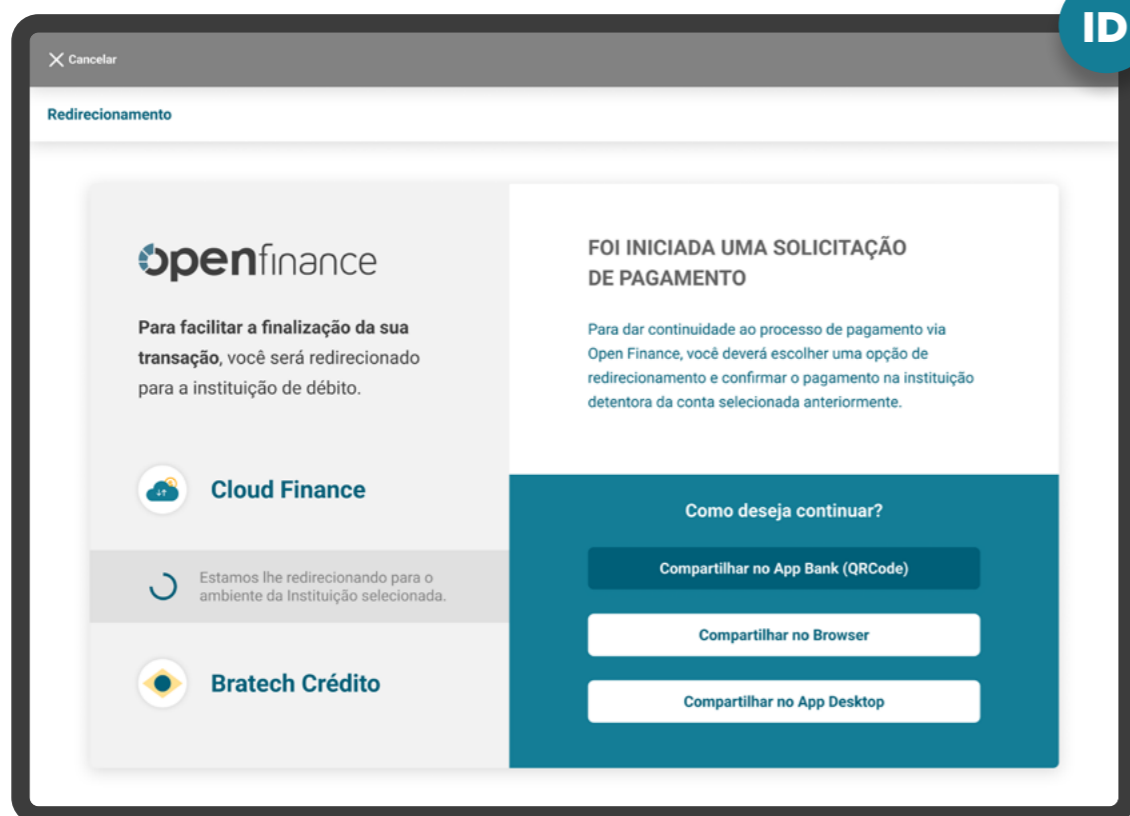 ID
Cancelar
Redirecionamento
openfinance
Para facilitar a finalização da sua
transação, você será redirecionado
para a instituição de débito.
Cloud Finance
Estamos lhe redirecionando para o
ambiente da Instituição selecionada.
Bratech Crédito
FOI INICIADA UMA SOLICITAÇÃO
DE PAGAMENTO
Para dar continuidade ao processo de pagamento via
Open Finance, você deverá escolher uma opção de
redirecionamento e confirmar o pagamento na instituição
detentora da conta selecionada anteriormente.
Como deseja continuar?
Compartilhar no App Bank (QRCode)
Compartilhar no Browser
Compartilhar no App Desktop